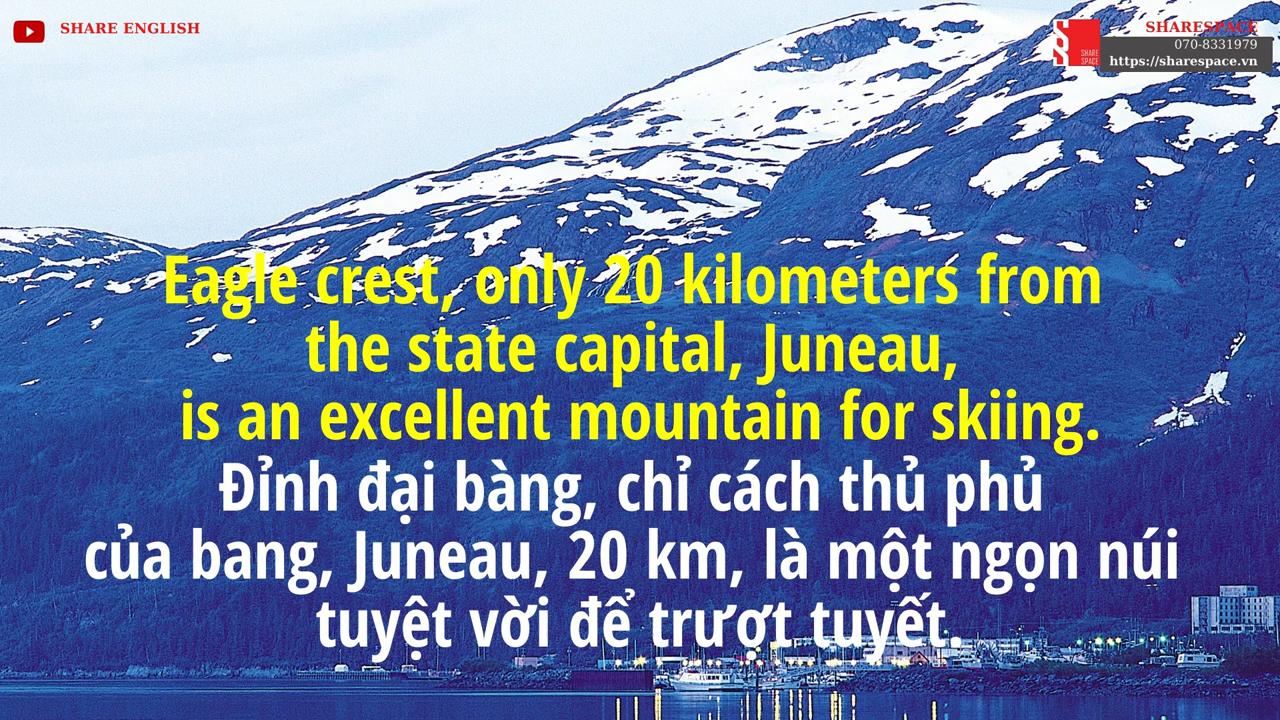 SHARE ENGLISH
SHARESPACE
070-8331979
https://sharespace.vn
SHARE
SPACE
Eagle crest, only 20 kilometers from
the state capital, Juneau,
is an excellent mountain for skiing.
Đỉnh đại bàng, chỉ cách thủ phủ
của bang, Juneau, 20 km, là một ngọn núi
tuyệt vời để trượt tuyết.